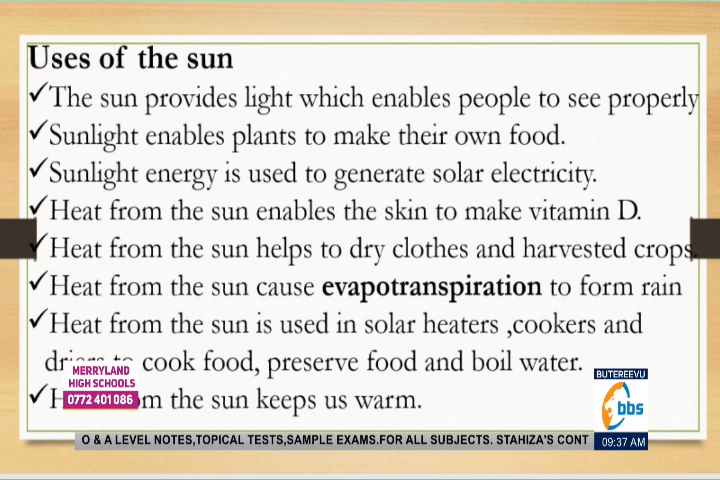 Uses of the sun
✓The sun provides light which enables people to see properly
✓Sunlight enables plants to make their own food.
✓Sunlight energy is used to generate solar electricity.
✓Heat from the sun enables the skin to make vitamin D.
✓Heat from the sun helps to dry clothes and harvested crops.
✓Heat from the sun cause evapotranspiration to form rain
✓Heat from the sun is used in solar heaters ,cookers and
to cook food, preserve food and boil water.
✓ the sun keeps us warm.
MERRYLAND
HIGH SCHOOLS
0772 401 086
BUTEREEVU
bbs
09:37 AM
O & A LEVEL NOTES,TOPICAL TESTS,SAMPLE EXAMS.FOR ALL SUBJECTS. STAHIZA'S CONT